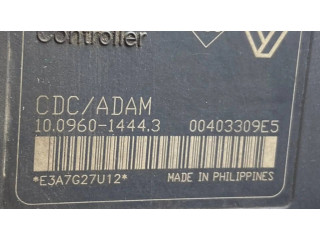 Controller
CDC/ADAM
10.0960-1444.3 00403309E5
*E3A7G27U12* MADE IN PHILIPPINES